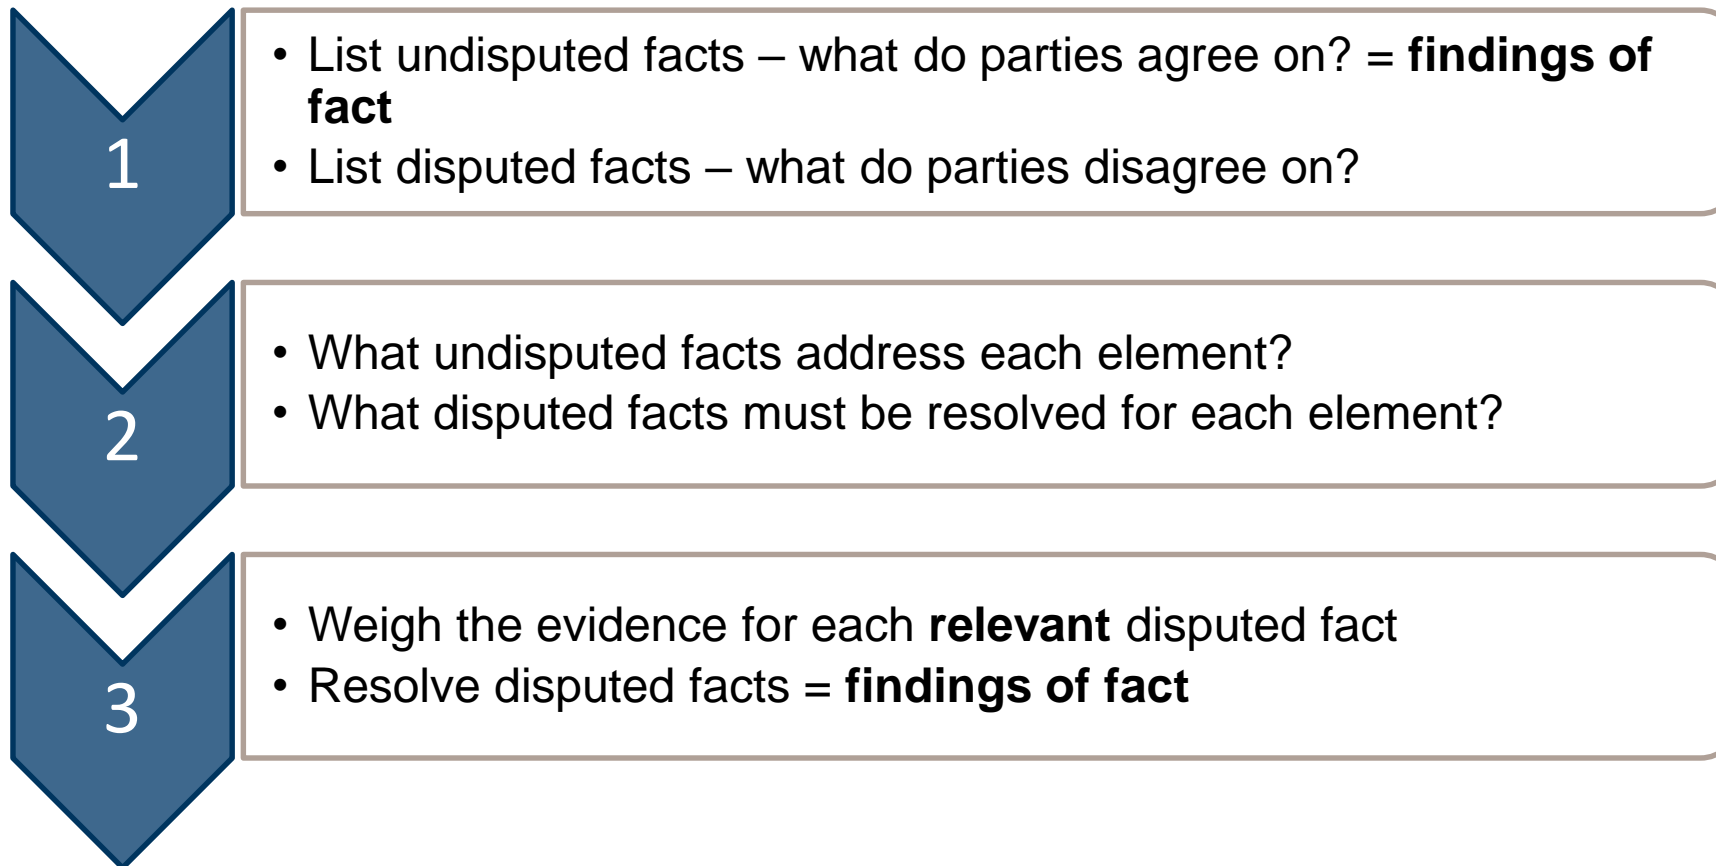 1
• List undisputed facts – what do parties agree on? = findings of
fact
• List disputed facts – what do parties disagree on?
2
• What undisputed facts address each element?
• What disputed facts must be resolved for each element?
3
• Weigh the evidence for each relevant disputed fact
• Resolve disputed facts = findings of fact